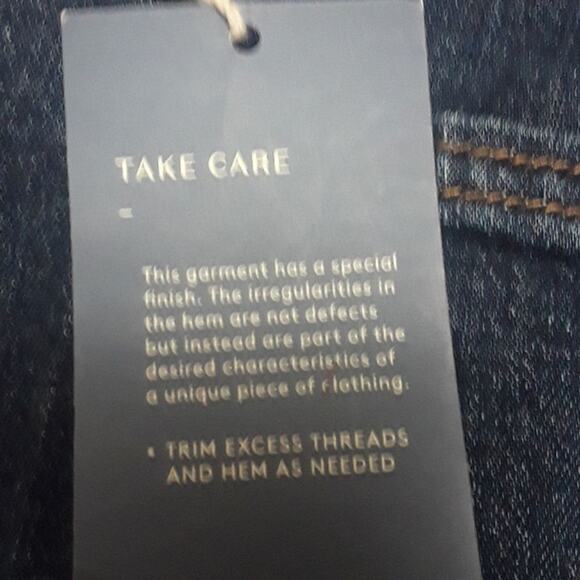 TAKE CARE
This garment has a special
finish. The irregularities in
the hem are not defects
but instead are part of the
desired characteristics of
a unique piece of clothing.
• TRIM EXCESS THREADS
AND HEM AS NEEDED